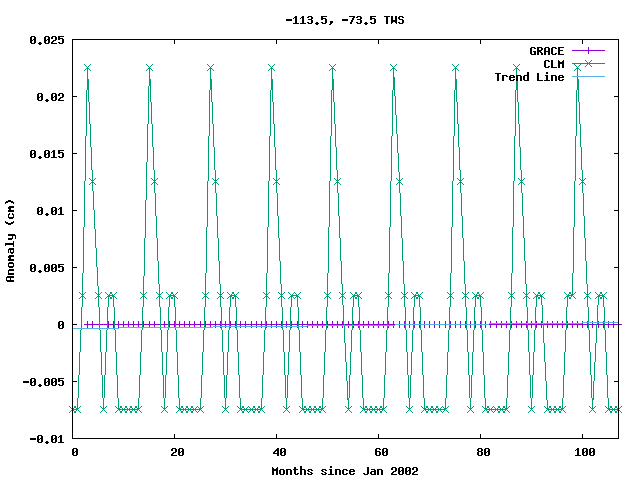 -113.5, -73.5 TWS
0.025
0.02
0.015
0.01
0.005
0
-0.005
-0.01
Anomaly (cm)
GRACE
CLM
Trend Line
0 20 40 60 80 100
Months since Jan 2002